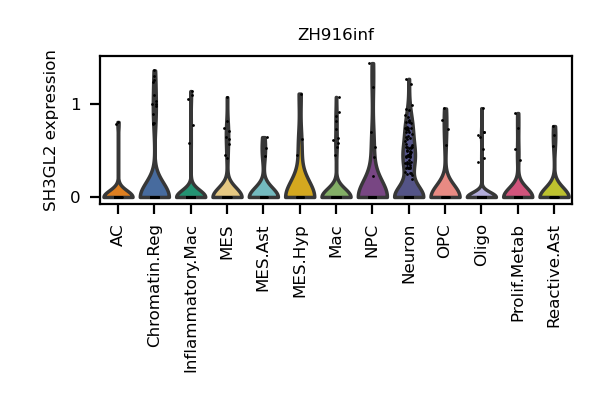 ZH916inf
SH3GL2 expression
1
0
AC
Chromatin.Reg
Inflammatory.Mac
MES
MES.Ast
MES.Hyp
Mac
NPC
Neuron
OPC
Oligo
Prolif.Metab
Reactive.Ast